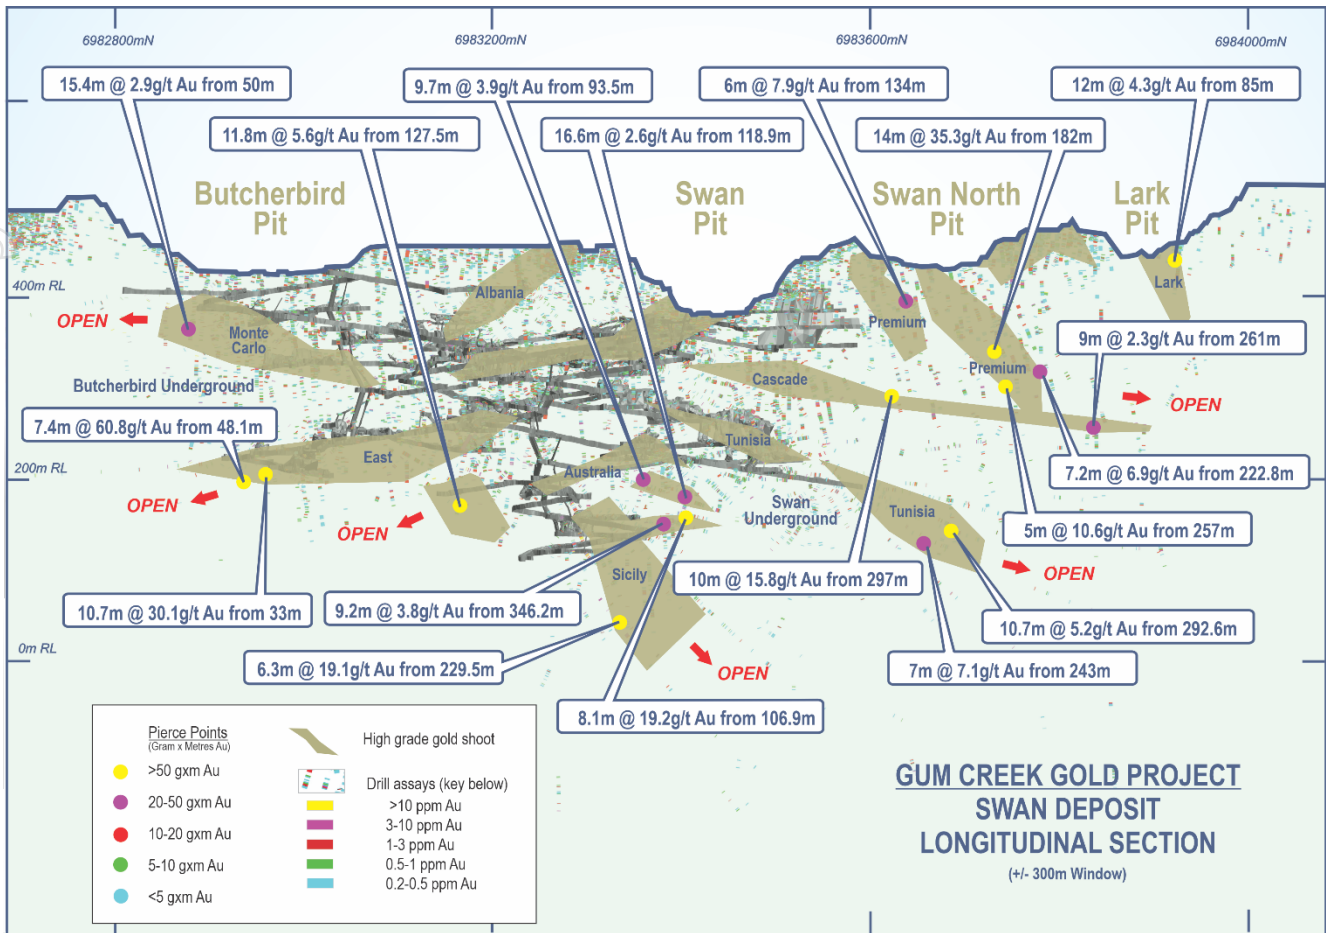 6982800mN
6983200mN
6983600mN
6984000mN
15.4m @ 2.9g/t Au from 50m
9.7m @ 3.9g/t Au from 93.5m
6m @ 7.9g/t Au from 134m
12m @ 4.3g/t Au from 85m
11.8m @ 5.6g/t Au from 127.5m
16.6m @ 2.6g/t Au from 118.9m
14m @ 35.3g/t Au from 182m
Butcherbird
Pit
Swan
Pit
Swan North
Pit
Lark
Pit
400m RL
Albania
Lark
OPEN
Monte
Carlo
Premium
9m @ 2.3g/t Au from 261m
Premium
Butcherbird Underground
Cascade
OPEN
7.4m @ 60.8g/t Au from 48.1m
Tunisia
East
Australia
200m RL
7.2m @ 6.9g/t Au from 222.8m
OPEN
Swan
Underground
Tunisia
OPEN
5m @ 10.6g/t Au from 257m
Sicily
10m @ 15.8g/t Au from 297m
OPEN
10.7m @ 30.1g/t Au from 33m
9.2m @ 3.8g/t Au from 346.2m
10.7m @ 5.2g/t Au from 292.6m
0m RL
6.3m @ 19.1g/t Au from 229.5m
OPEN
7m @ 7.1g/t Au from 243m
8.1m @ 19.2g/t Au from 106.9m
Pierce Points
(Gram x Metres Au)
>50 gxm Au
20-50 gxm Au
10-20 gxm Au
5-10 gxm Au
<5 gxm Au
High grade gold shoot
Drill assays (key below)
>10 ppm Au
3-10 ppm Au
1-3 ppm Au
0.5-1 ppm Au
0.2-0.5 ppm Au
GUM CREEK GOLD PROJECT
SWAN DEPOSIT
LONGITUDINAL SECTION
(+/- 300m Window)